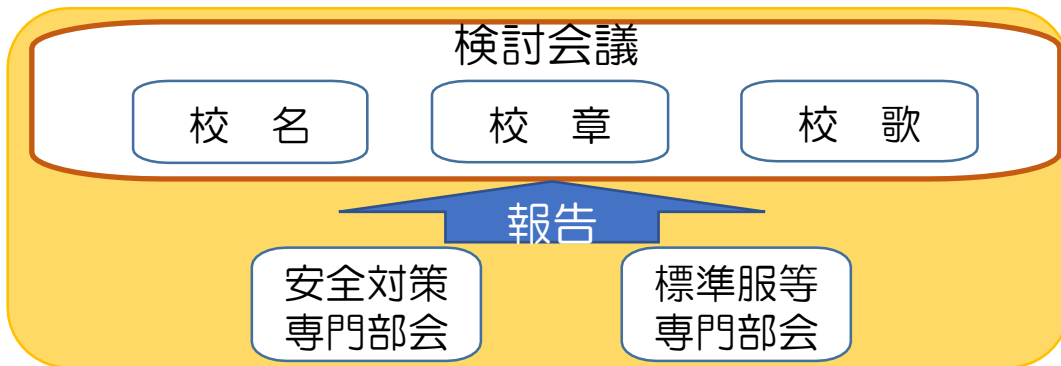 検討会議
校　名
校　章
校　歌
報告
安全対策
専門部会
標準服等
専門部会